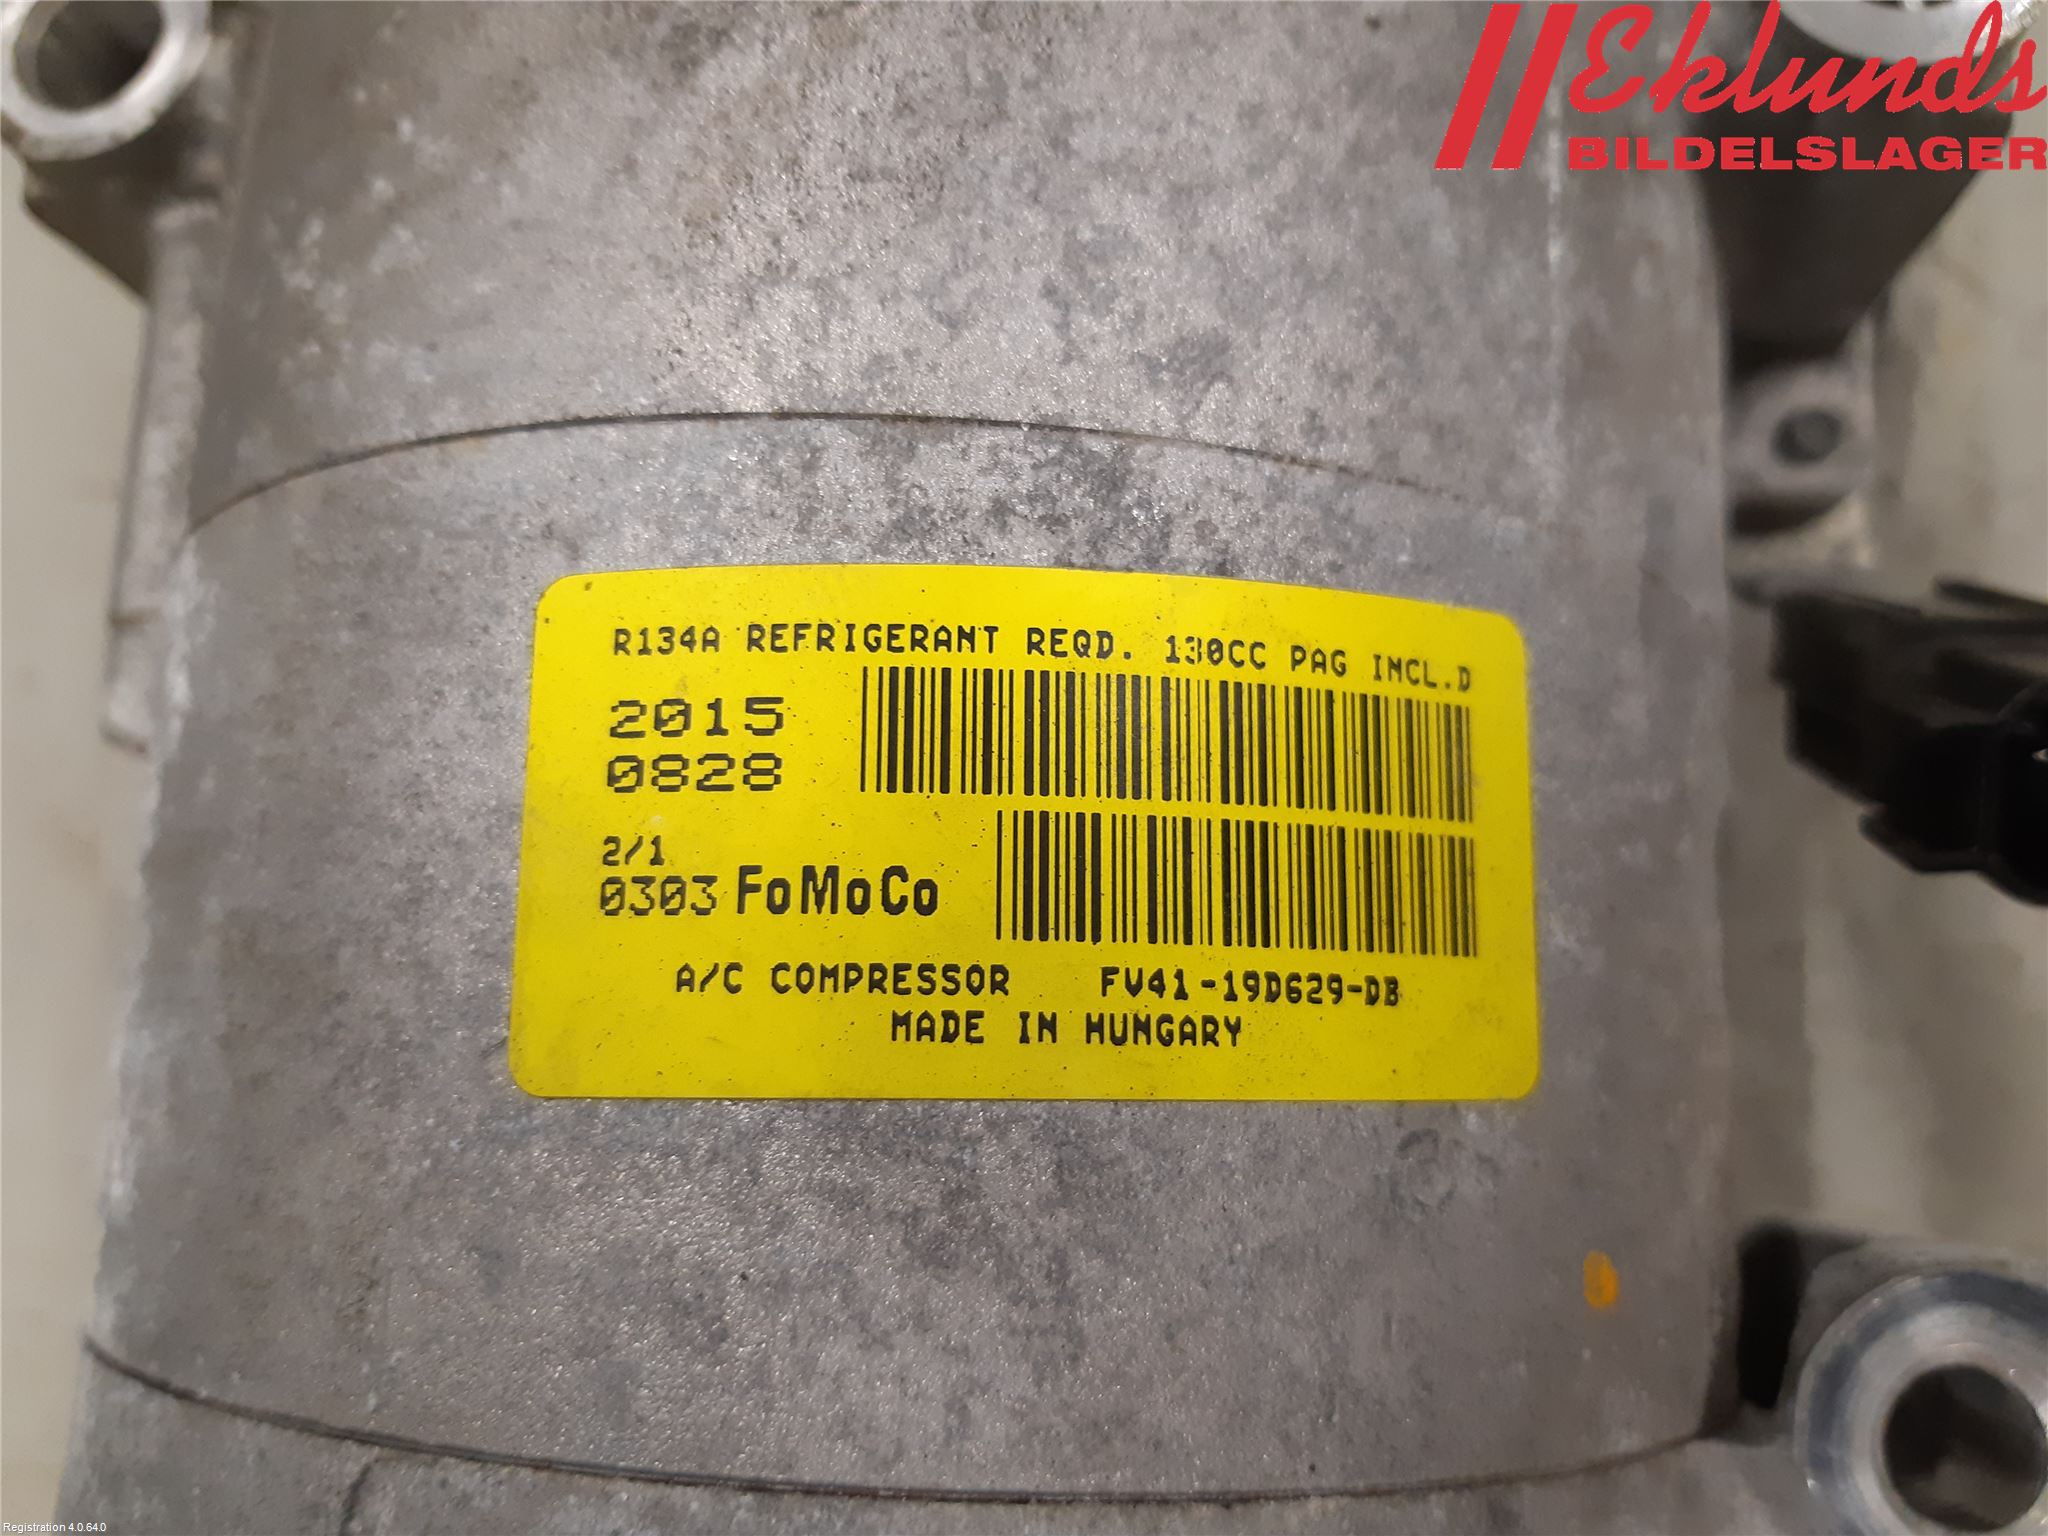 Eklunds
BILDELSLAGER
R134A REFRIGERANT REQD. 130CC PAG INCL.D
2015
0828
2/1
0303 FoMoCo
A/C COMPRESSOR FV41-19D629-DB
MADE IN HUNGARY
Registration 4.0.64.0